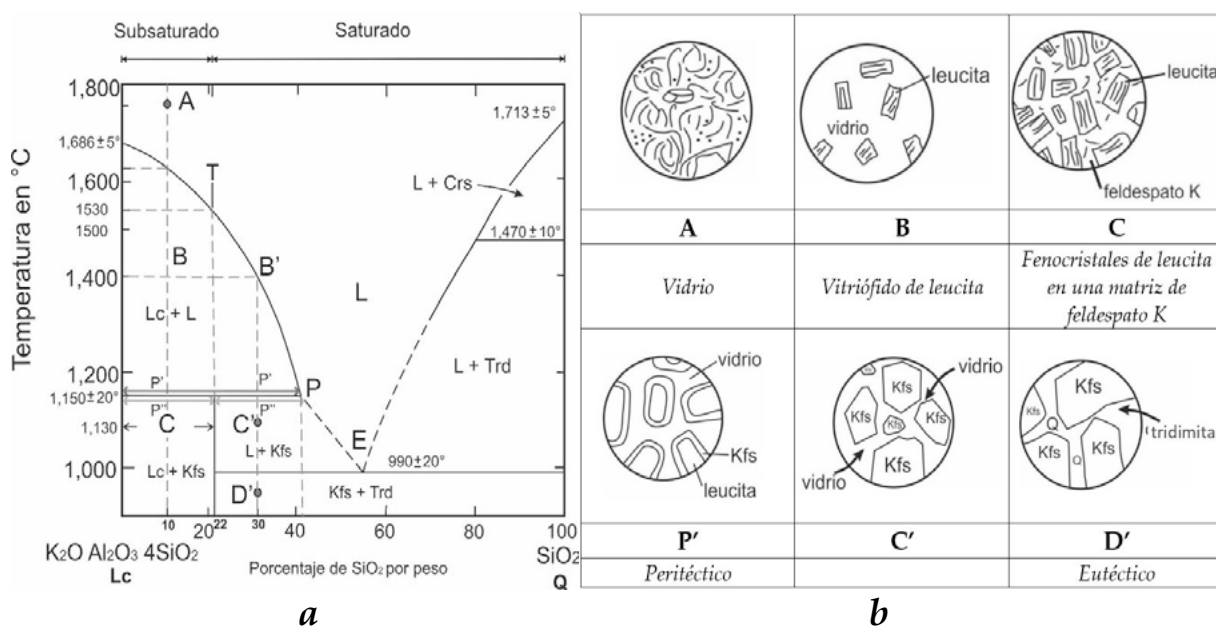 Subsaturado
Saturado
Temperatura en °C
1,800
1,686±5°
1,600
1530
1500
1,400
1,200
1,150±20°
1,130
1,000
A
T
B
B'
Lc + L
L
L + Crs
1,713±5°
1,470±10°
L + Trd
P'
P'
P
P''
P''
C
C'
E
L + Kfs
990±20°
Lc + Kfs
D'
Kfs + Trd
10
20
22
30
40
60
80
100
K2O Al2O3 4SiO2
Lc
Porcentaje de SiO2 por peso
SiO2
Q
a
leucita
vidrio
leucita
feldespato K
A
B
C
Vidrio
Vitriófido de leucita
Fenocristales de leucita
en una matriz de
feldespato K
vidrio
Kfs
leucita
Kfs
Kfs
Kfs
Kfs
Kfs
vidrio
vidrio
Kfs
Kfs
Q
Kfs
Q
Kfs
tridimita
P'
C'
D'
Peritéctico
Eutéctico
b